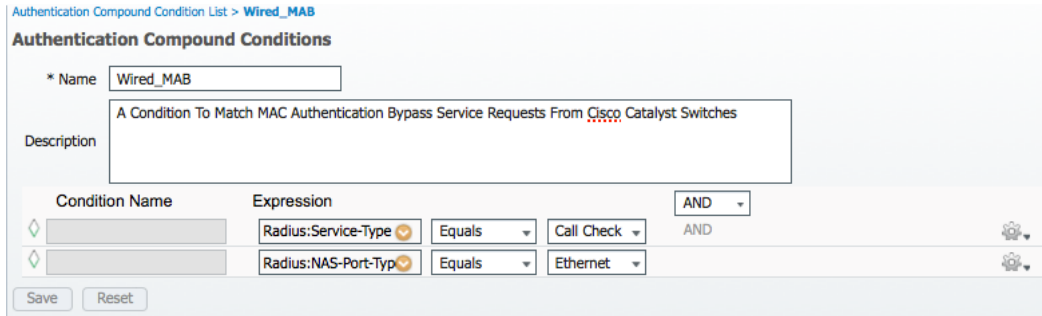 Authentication Compound Condition List > Wired_MAB
Authentication Compound Conditions
* Name Wired_MAB
A Condition To Match MAC Authentication Bypass Service Requests From Cisco Catalyst Switches
Description
Condition Name Expression AND
Radius:Service-Type Equals Call Check AND
Radius:NAS-Port-Typ Equals Ethernet
Save Reset